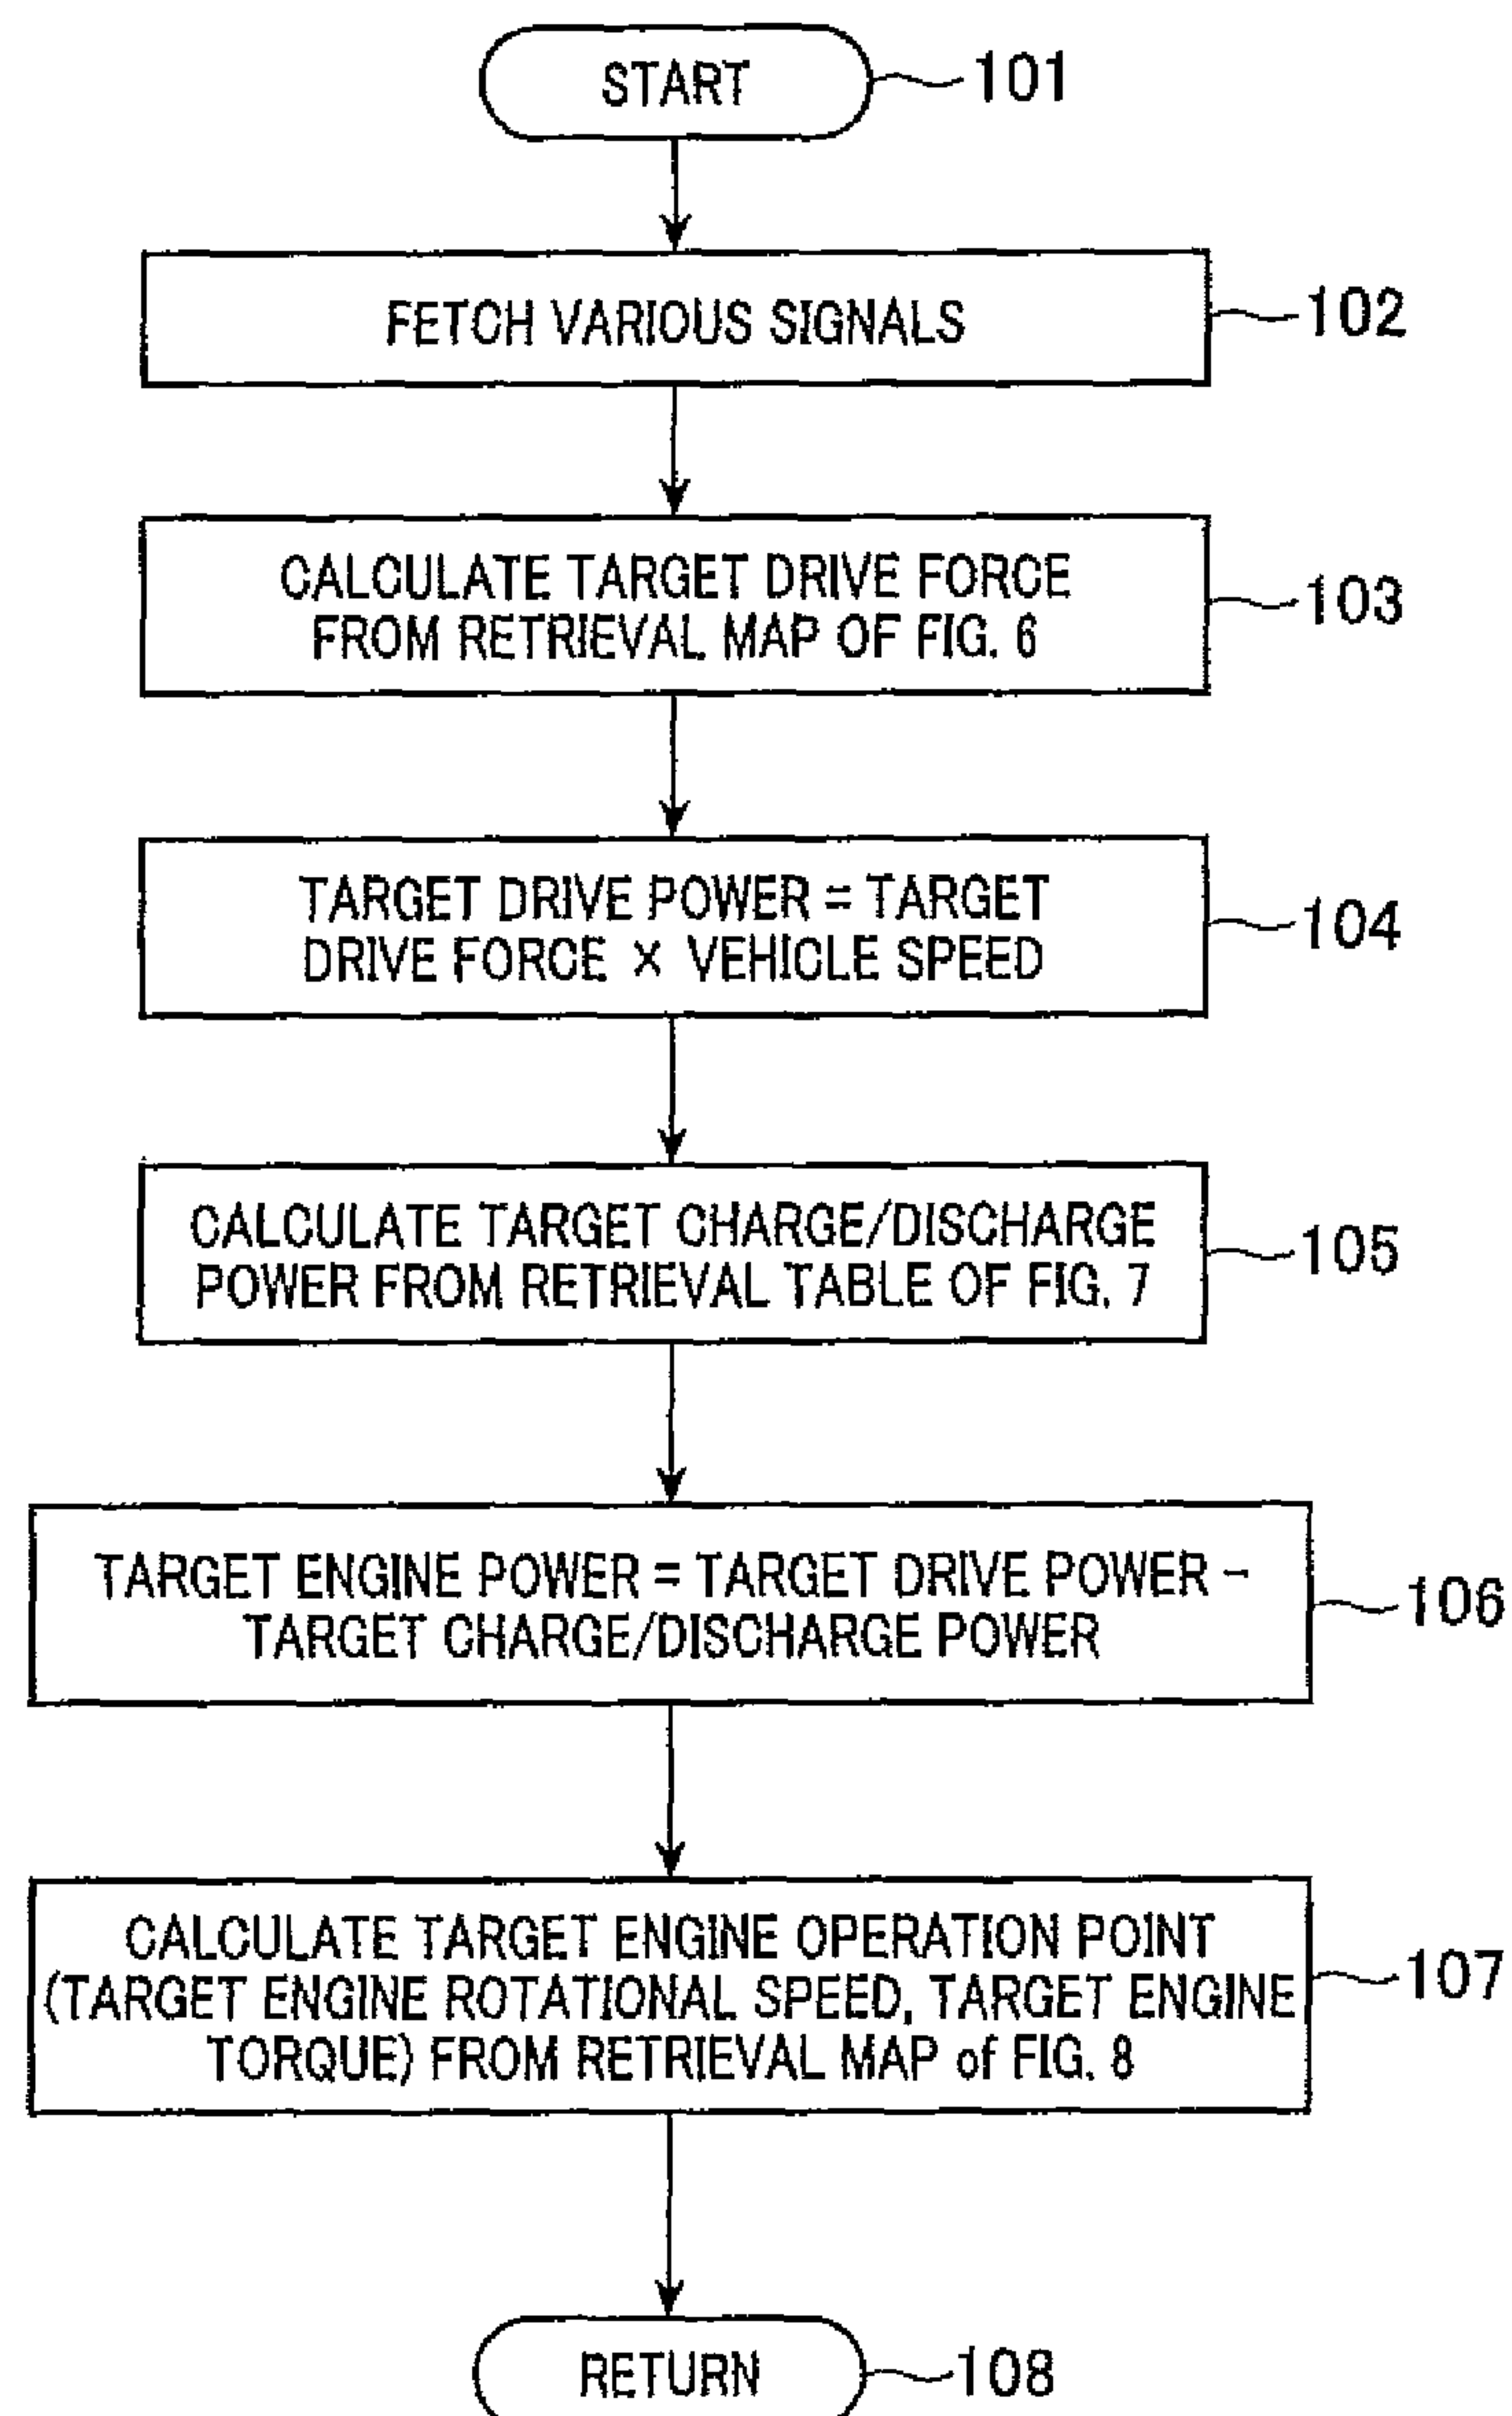 START
101
FETCH VARIOUS SIGNALS
102
CALCULATE TARGET DRIVE FORCE
FROM RETRIEVAL MAP OF FIG. 6
103
TARGET DRIVE POWER = TARGET
DRIVE FORCE × VEHICLE SPEED
104
CALCULATE TARGET CHARGE/DISCHARGE
POWER FROM RETRIEVAL TABLE OF FIG. 7
105
TARGET ENGINE POWER = TARGET DRIVE POWER -
TARGET CHARGE/DISCHARGE POWER
106
CALCULATE TARGET ENGINE OPERATION POINT
(TARGET ENGINE ROTATIONAL SPEED, TARGET ENGINE
TORQUE) FROM RETRIEVAL MAP of FIG. 8
107
RETURN
108